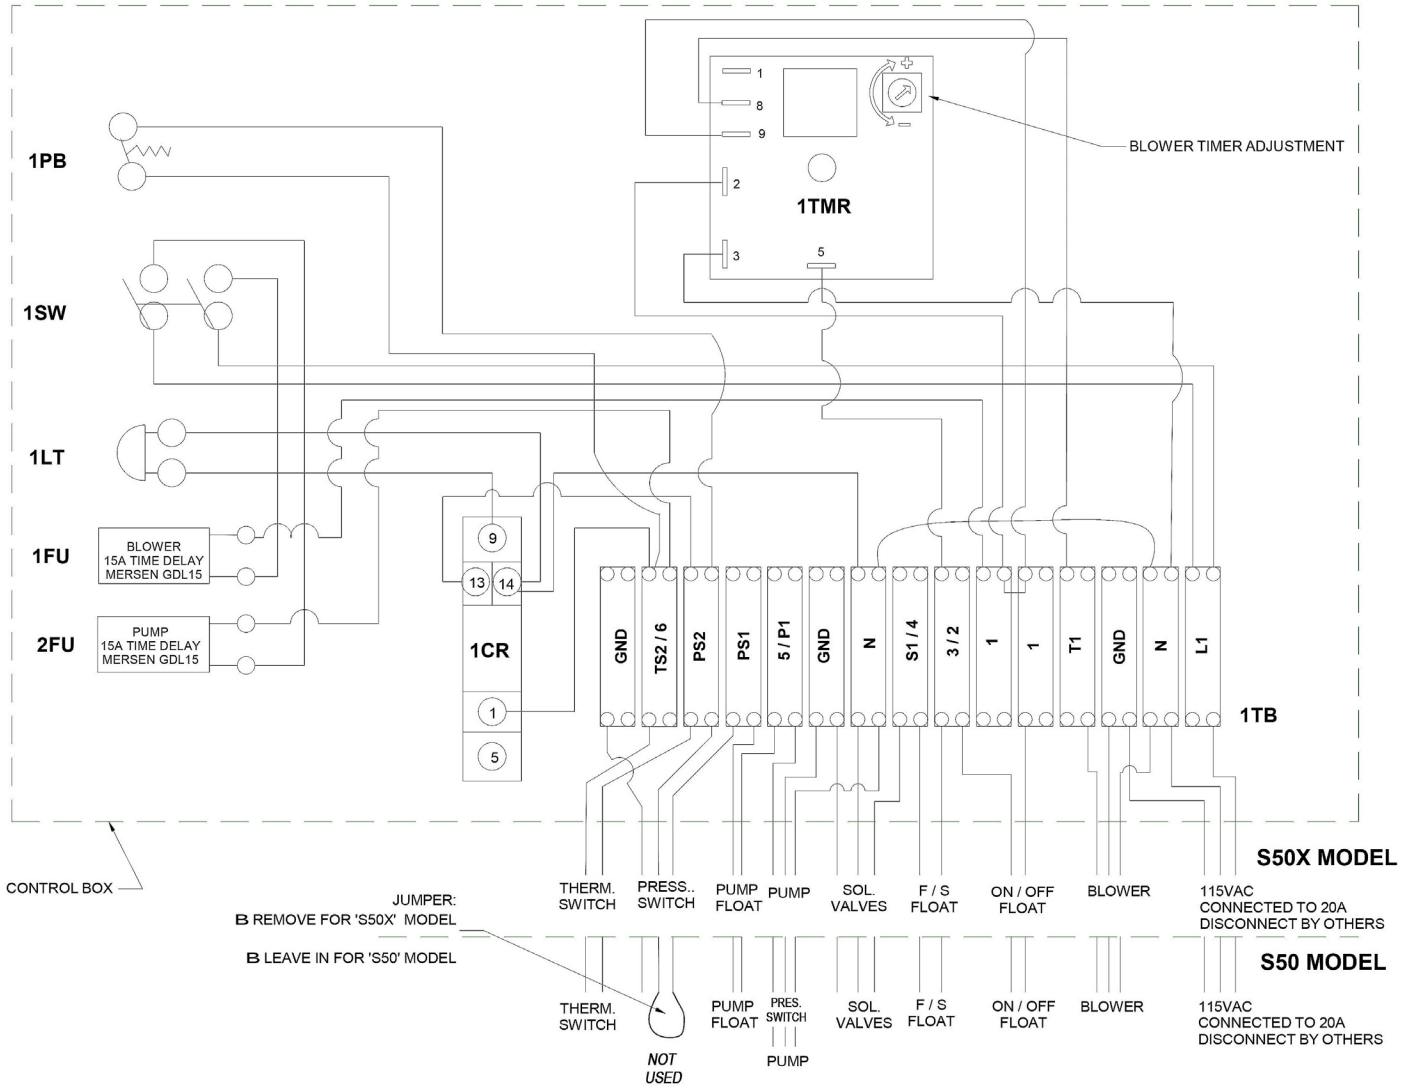 1
8
9
2
3
5
1TMR
BLOWER TIMER ADJUSTMENT
1PB
1SW
1LT
1FU
BLOWER
15A TIME DELAY
MERSEN GDL15
2FU
PUMP
15A TIME DELAY
MERSEN GDL15
9
13
14
1CR
1
5
GND
TS2 / 6
PS2
PS1
5 / P1
GND
N
S1 / 4
3 / 2
1
1
T1
GND
N
L1
1TB
S50X MODEL
CONTROL BOX
THERM.
SWITCH
PRESS..
SWITCH
PUMP
FLOAT
PUMP
SOL.
VALVES
F / S
FLOAT
ON / OFF
FLOAT
BLOWER
115VAC
CONNECTED TO 20A
DISCONNECT BY OTHERS
JUMPER:
B REMOVE FOR 'S50X' MODEL
B LEAVE IN FOR 'S50' MODEL
S50 MODEL
THERM.
SWITCH
NOT
USED
PUMP
FLOAT
PRES.
SWITCH
PUMP
SOL.
VALVES
F / S
FLOAT
ON / OFF
FLOAT
BLOWER
115VAC
CONNECTED TO 20A
DISCONNECT BY OTHERS